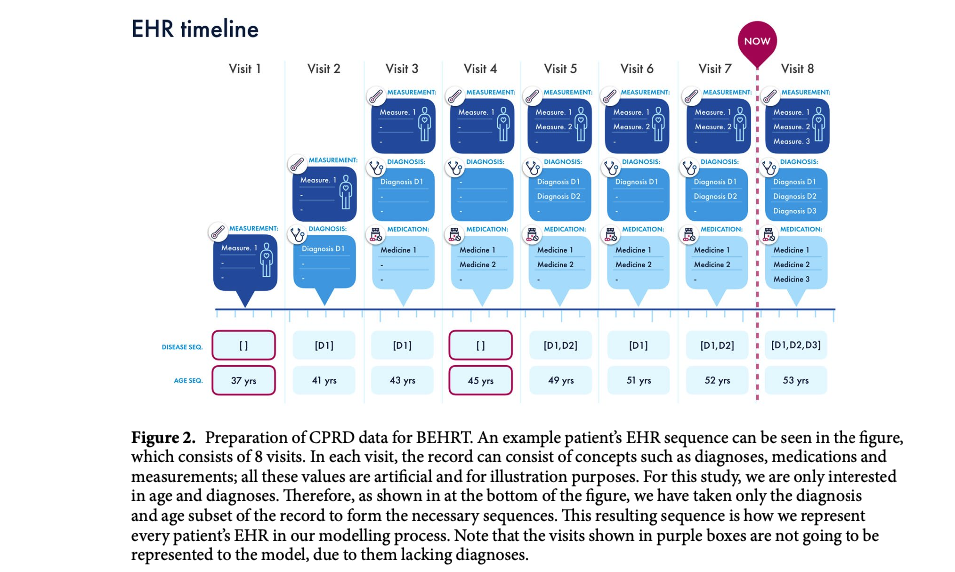 EHR timeline
NOW
Visit 1 Visit 2 Visit 3 Visit 4 Visit 5 Visit 6 Visit 7 Visit 8
MEASUREMENT: MEASUREMENT: MEASUREMENT: MEASUREMENT: MEASUREMENT: MEASUREMENT:
Measure. 1 Measure. 1 Measure. 1 Measure. 1 Measure. 1 Measure. 1
- - Measure. 2 Measure. 2 Measure. 2 Measure. 2
- - - - - Measure. 3
MEASUREMENT: DIAGNOSIS: DIAGNOSIS: DIAGNOSIS: DIAGNOSIS: DIAGNOSIS: DIAGNOSIS:
Measure. 1 Diagnosis D1 - Diagnosis D1 Diagnosis D1 Diagnosis D1 Diagnosis D1
- - - Diagnosis D2 - Diagnosis D2 Diagnosis D2
- - - - - - Diagnosis D3
MEASUREMENT: DIAGNOSIS: MEDICATION: MEDICATION: MEDICATION: MEDICATION: MEDICATION: MEDICATION:
Measure. 1 Diagnosis D1 Medicine 1 Medicine 1 Medicine 1 Medicine 1 Medicine 1 Medicine 1
- - - Medicine 2 Medicine 2 Medicine 2 Medicine 2 Medicine 2
- - - - - - - Medicine 3
DISEASE SEQ. [ ] [D1] [D1] [ ] [D1,D2] [D1] [D1,D2] [D1,D2,D3]
AGE SEQ. 37 yrs 41 yrs 43 yrs 45 yrs 49 yrs 51 yrs 52 yrs 53 yrs
Figure 2. Preparation of CPRD data for BEHRT. An example patient's EHR sequence can be seen in the figure,
which consists of 8 visits. In each visit, the record can consist of concepts such as diagnoses, medications and
measurements; all these values are artificial and for illustration purposes. For this study, we are only interested
in age and diagnoses. Therefore, as shown in at the bottom of the figure, we have taken only the diagnosis
and age subset of the record to form the necessary sequences. This resulting sequence is how we represent
every patient's EHR in our modelling process. Note that the visits shown in purple boxes are not going to be
represented to the model, due to them lacking diagnoses.